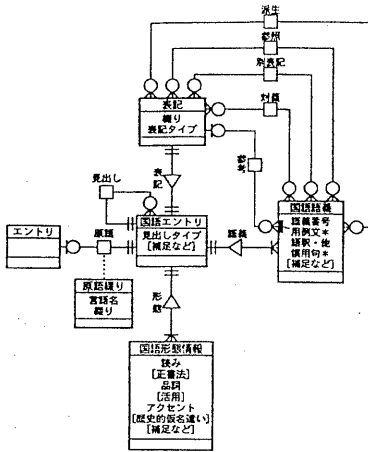 派生
参照
別表記
表記
綴り
表記タイプ
対義
参考
表記
見出し
国語エントリ
見出しタイプ
[補足など]
エントリ
原語
語義
国語語義
語義番号
用例文*
語釈・他
慣用句*
[補足など]
原語綴り
言語名
綴り
形態
国語形態情報
読み
[正書法]
品詞
[活用]
アクセント
[歴史的仮名遣い]
[補足など]